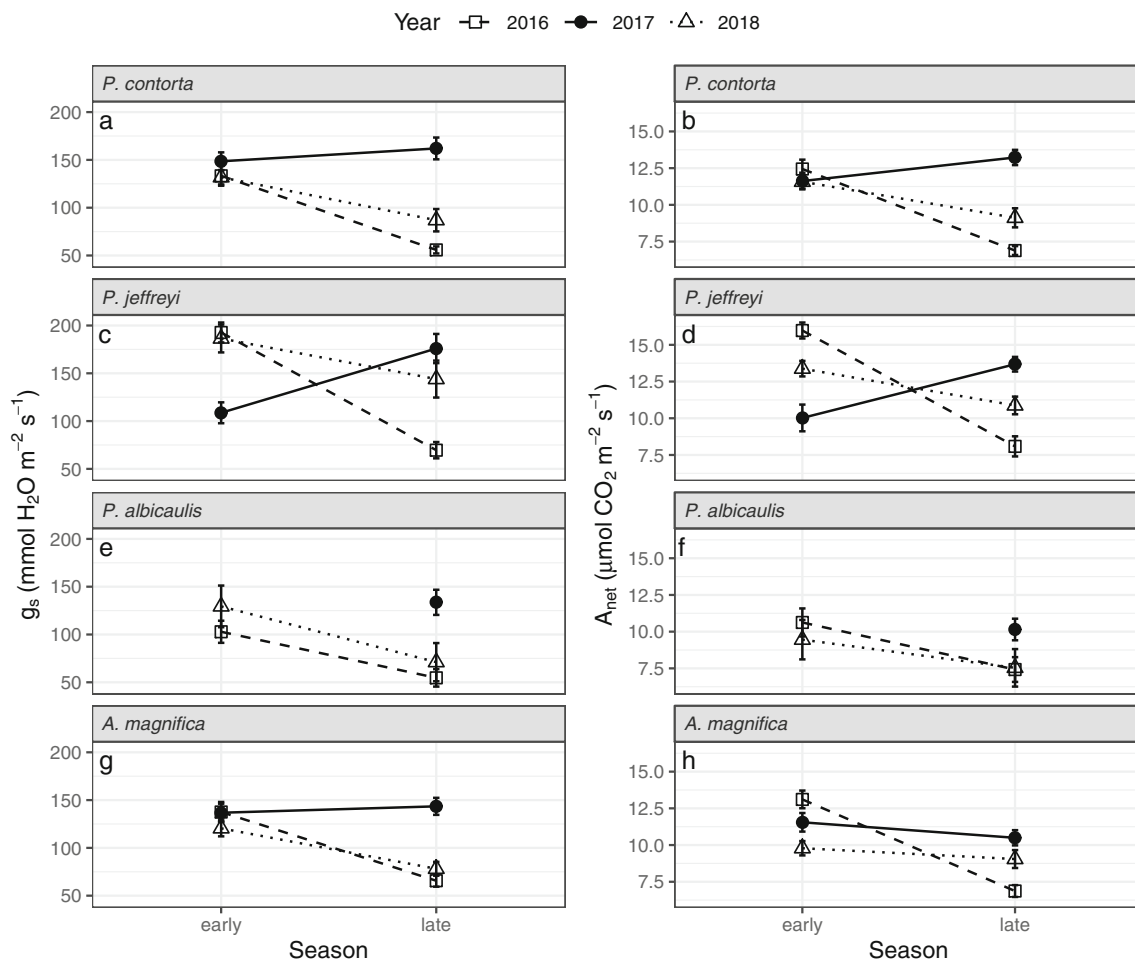 Year 2016 2017 2018
P. contorta
a
200
150
100
50
P. jeffreyi
c
200
150
100
50
P. albicaulis
e
200
150
100
50
A. magnifica
g
200
150
100
50
early late
Season
gs (mmol H₂O m⁻² s⁻¹)
P. contorta
b
15.0
12.5
10.0
7.5
P. jeffreyi
d
15.0
12.5
10.0
7.5
P. albicaulis
f
15.0
12.5
10.0
7.5
A. magnifica
h
15.0
12.5
10.0
7.5
early late
Season
Anet (μmol CO₂ m⁻² s⁻¹)